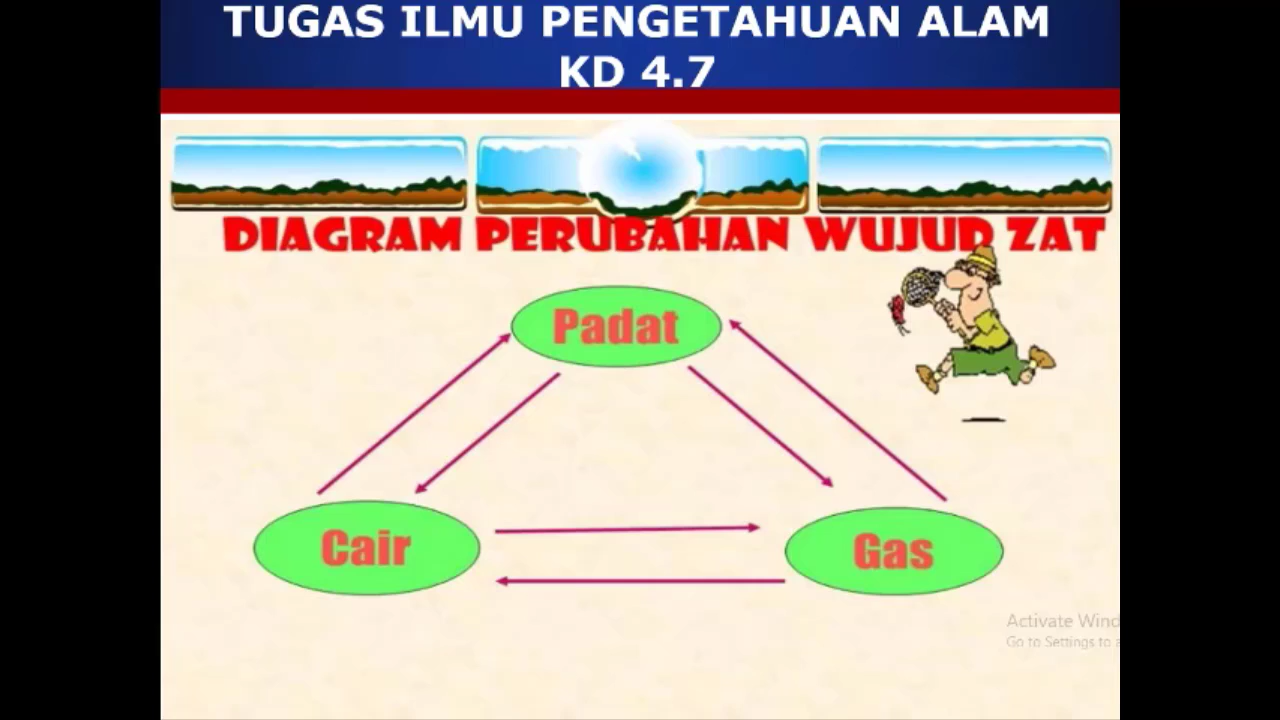 TUGAS ILMU PENGETAHUAN ALAM
KD 4.7
DIAGRAM PERUBAHAN WUJUD ZAT
Padat
Cair
Gas
Activate Wind
Go to Settings to a